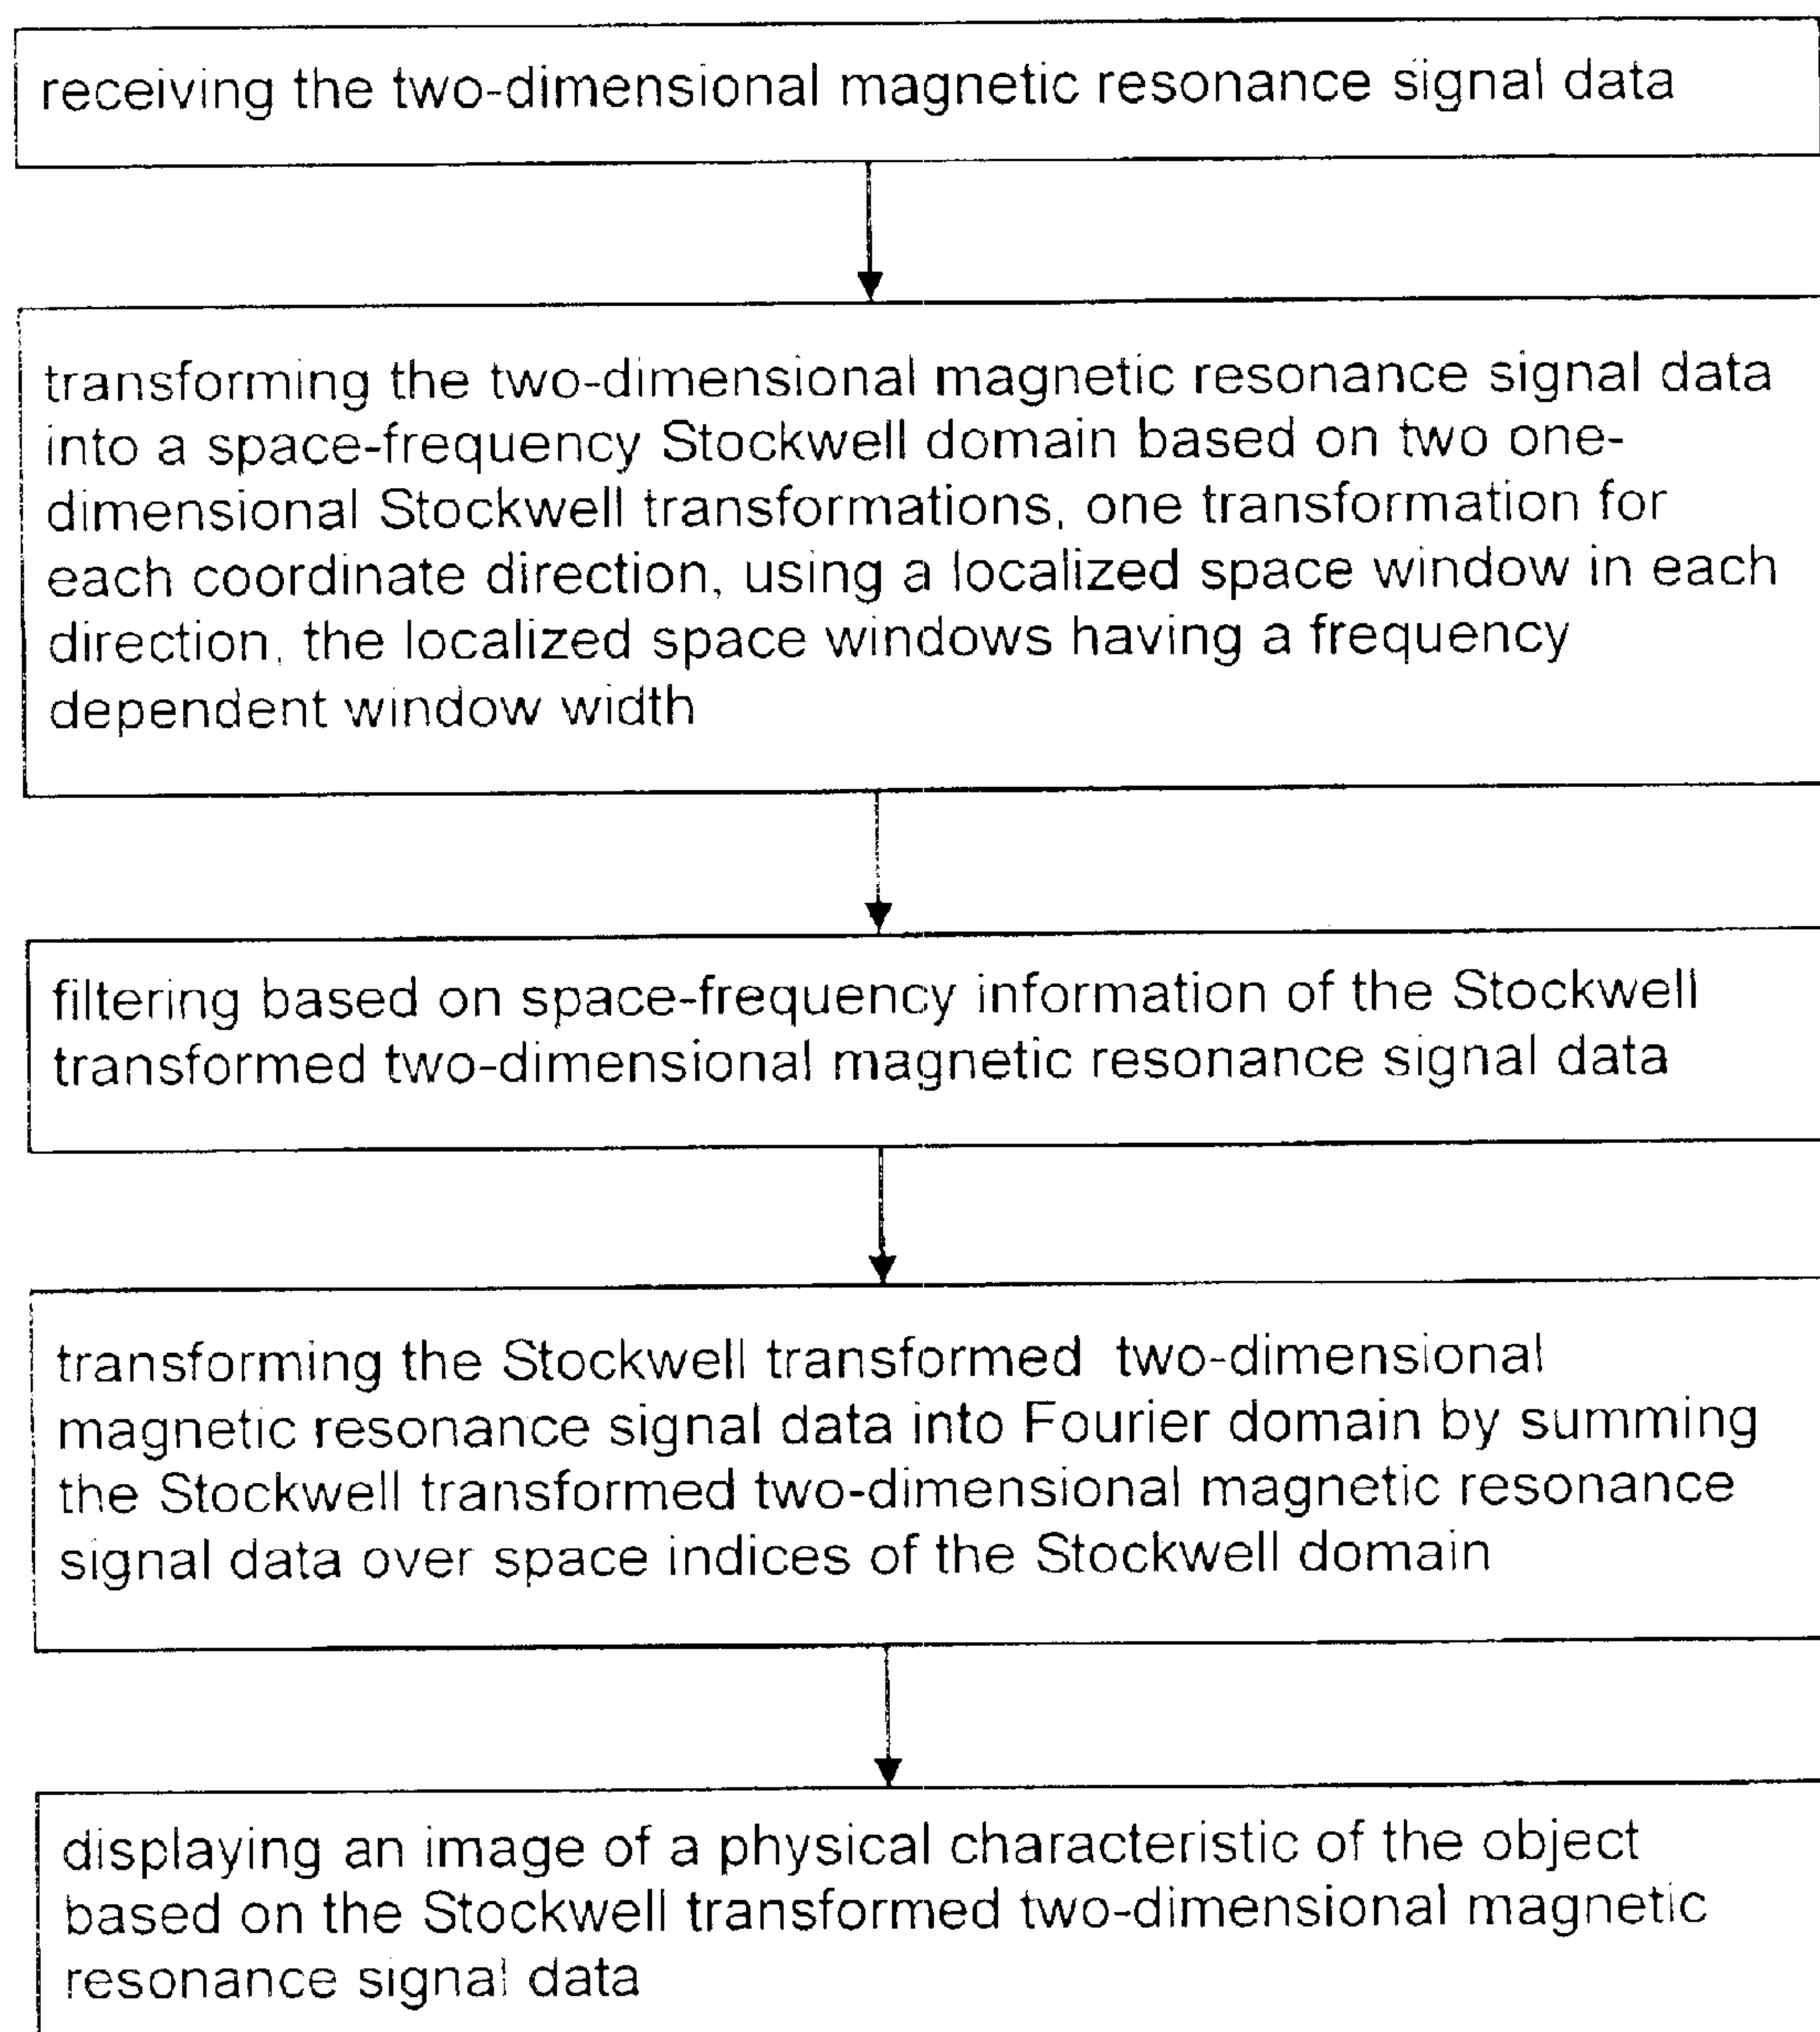 receiving the two-dimensional magnetic resonance signal data
transforming the two-dimensional magnetic resonance signal data
into a space-frequency Stockwell domain based on two one-
dimensional Stockwell transformations, one transformation for
each coordinate direction, using a localized space window in each
direction, the localized space windows having a frequency
dependent window width
filtering based on space-frequency information of the Stockwell
transformed two-dimensional magnetic resonance signal data
transforming the Stockwell transformed two-dimensional
magnetic resonance signal data into Fourier domain by summing
the Stockwell transformed two-dimensional magnetic resonance
signal data over space indices of the Stockwell domain
displaying an image of a physical characteristic of the object
based on the Stockwell transformed two-dimensional magnetic
resonance signal data